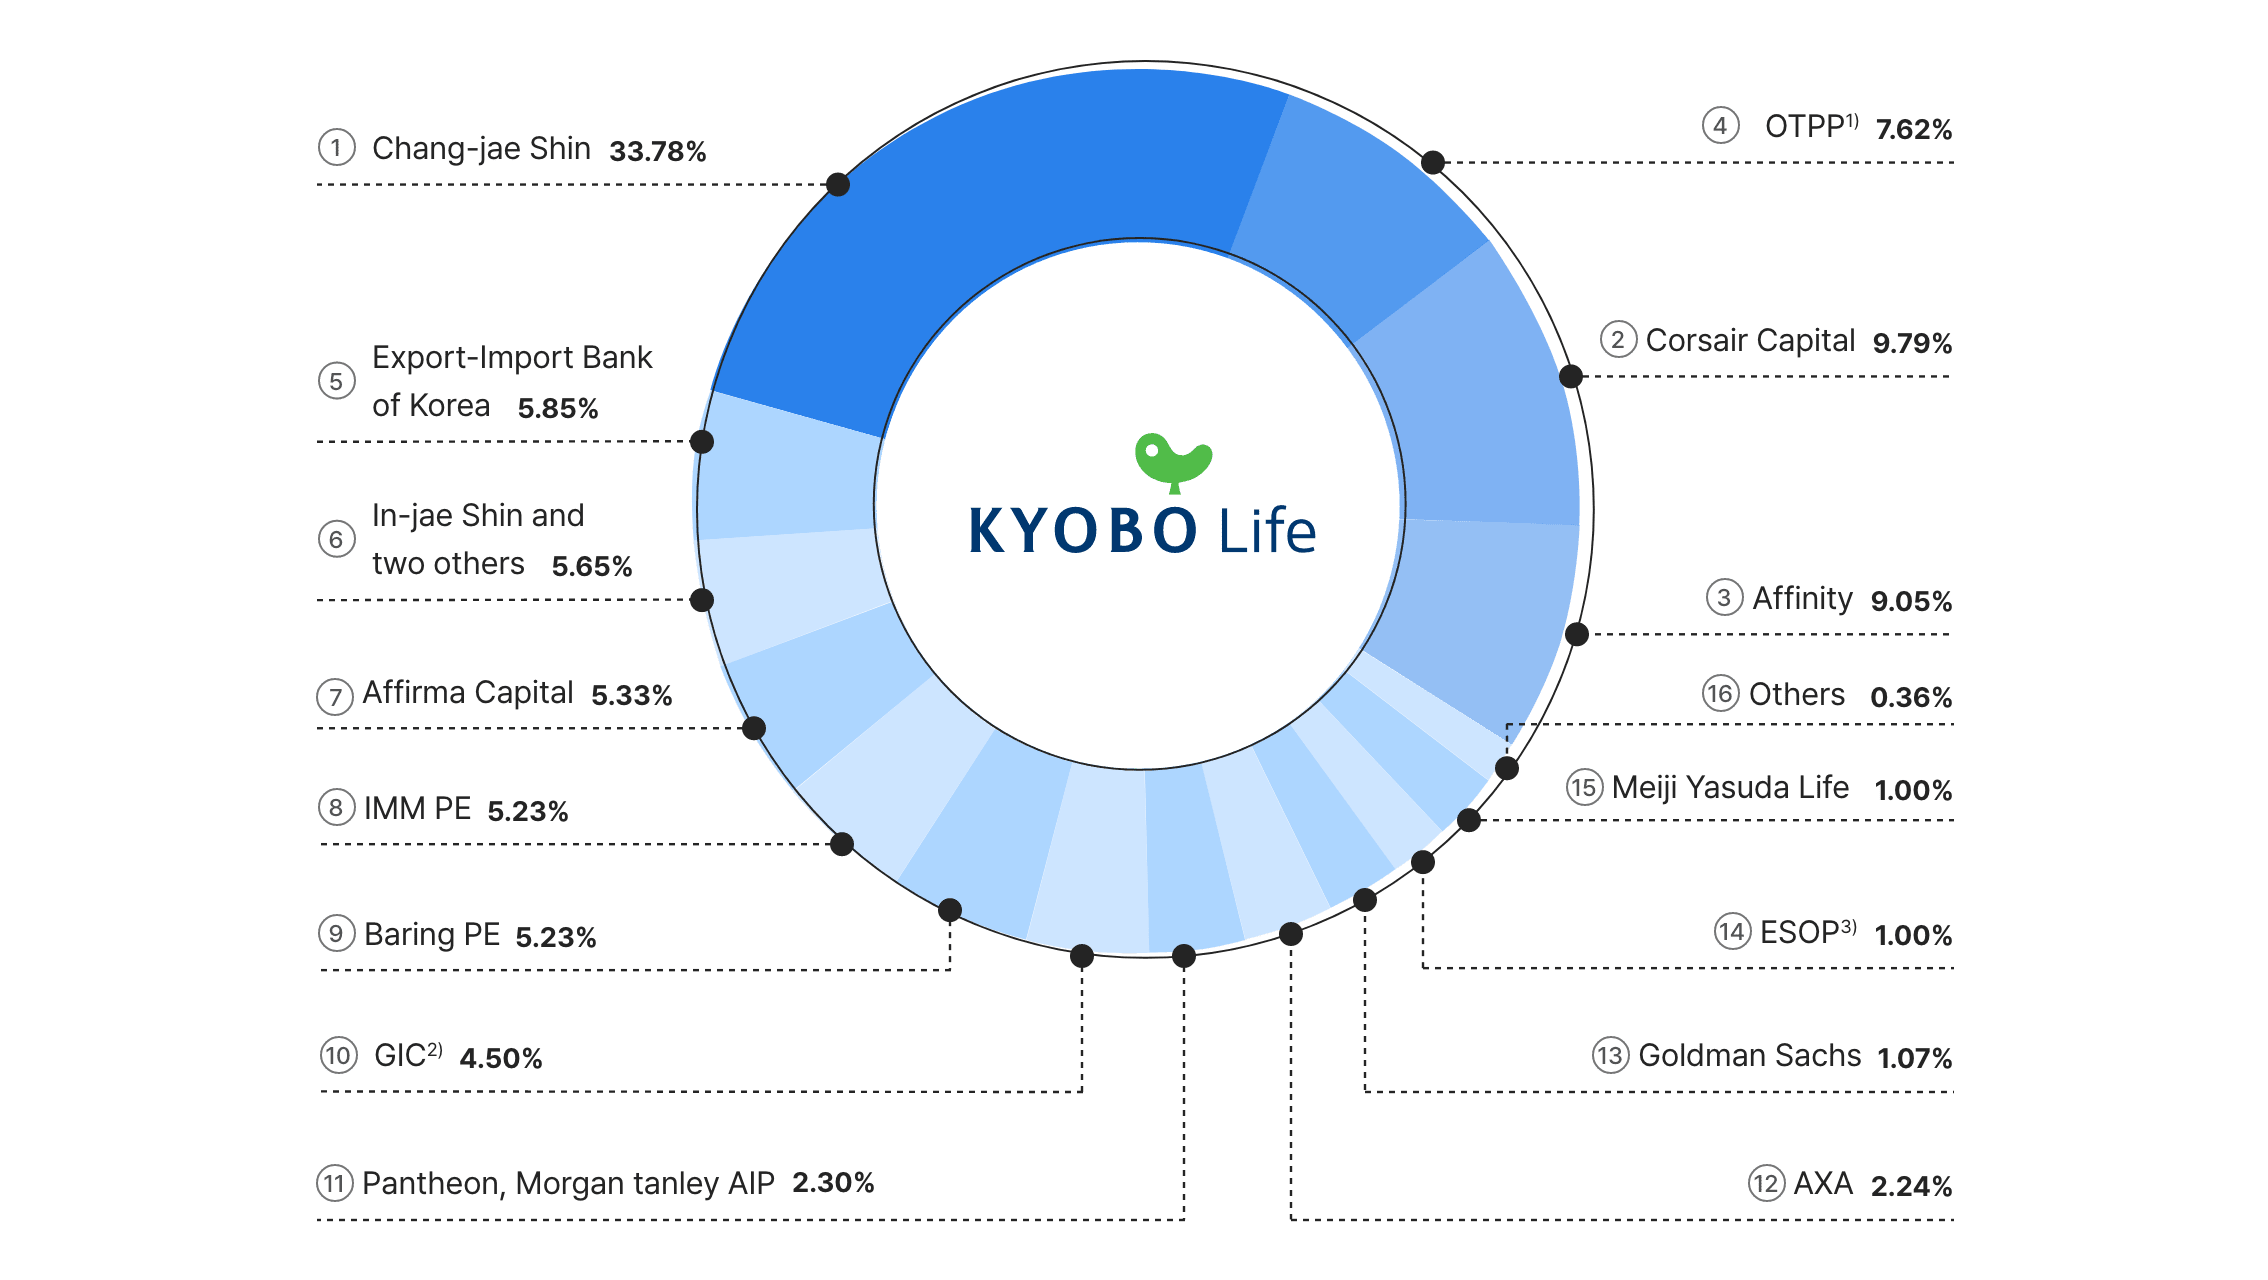 ① Chang-jae Shin 33.78%
⑤ Export-Import Bank
of Korea 5.85%
⑥ In-jae Shin and
two others 5.65%
⑦ Affirma Capital 5.33%
⑧ IMM PE 5.23%
⑨ Baring PE 5.23%
⑩ GIC²⁾ 4.50%
⑪ Pantheon, Morgan tanley AIP 2.30%
KYOBO Life
④ OTPP¹⁾ 7.62%
② Corsair Capital 9.79%
③ Affinity 9.05%
⑯ Others 0.36%
⑮ Meiji Yasuda Life 1.00%
⑭ ESOP³⁾ 1.00%
⑬ Goldman Sachs 1.07%
⑫ AXA 2.24%